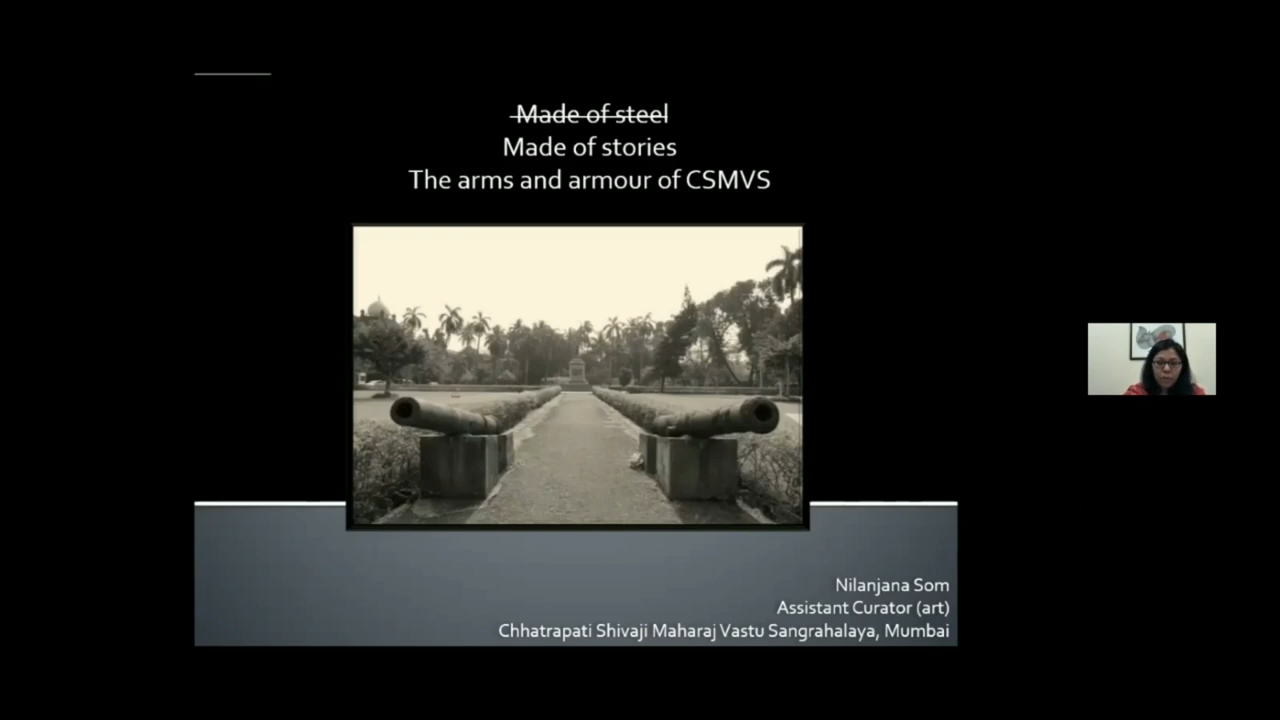 Made of steel
Made of stories
The arms and armour of CSMVS
Nilanjana Som
Assistant Curator (art)
Chhatrapati Shivaji Maharaj Vastu Sangrahalaya, Mumbai